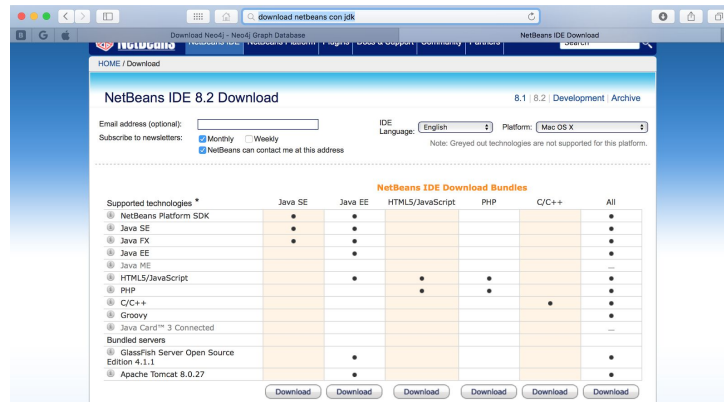 download netbeans con jdk
Download Neo4j - Neo4j Graph Database
NetBeans IDE Download
NetBeans
NetBeans IDE
NetBeans Platform
Plugins
Docs & Support
Community
Partners
Search
HOME / Download
NetBeans IDE 8.2 Download
8.1 | 8.2 | Development | Archive
Email address (optional):
IDE Language: English
Platform: Mac OS X
Subscribe to newsletters:
Monthly
Weekly
NetBeans can contact me at this address
Note: Greyed out technologies are not supported for this platform.
NetBeans IDE Download Bundles
Supported technologies *
Java SE
Java EE
HTML5/JavaScript
PHP
C/C++
All
NetBeans Platform SDK
Java SE
Java FX
Java EE
Java ME
HTML5/JavaScript
PHP
C/C++
Groovy
Java Card™ 3 Connected
Bundled servers
GlassFish Server Open Source
Edition 4.1.1
Apache Tomcat 8.0.27
Download
Download
Download
Download
Download
Download